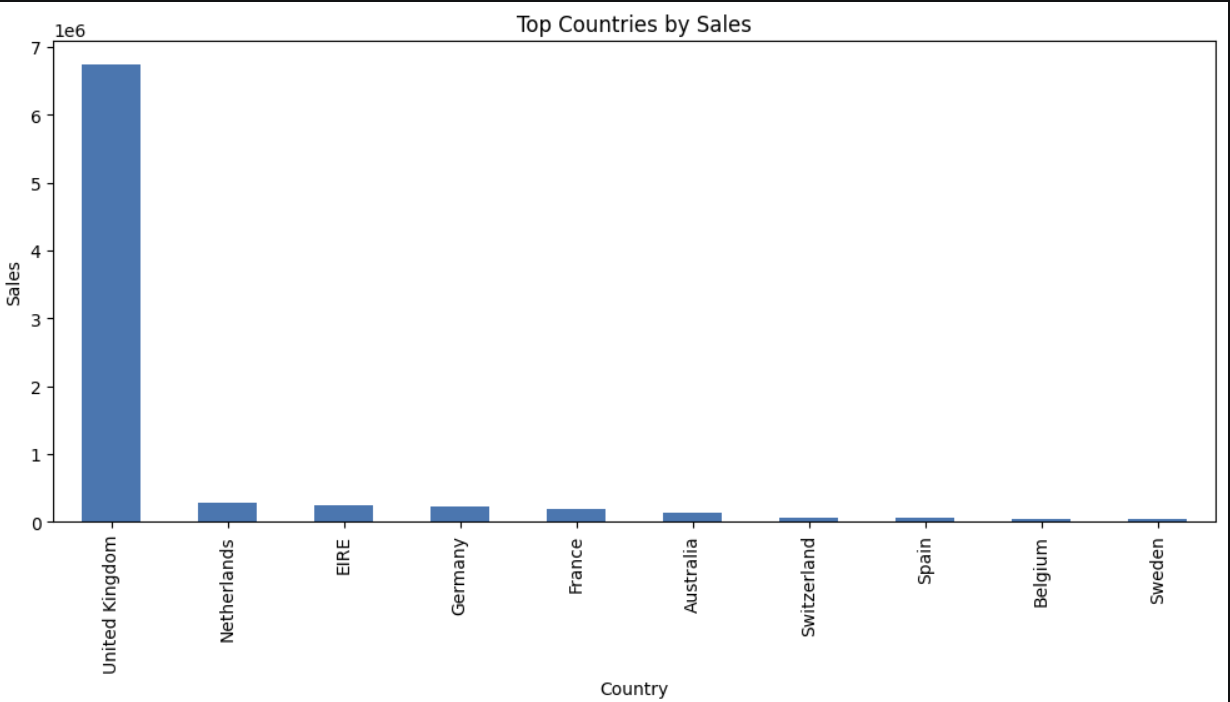 Top Countries by Sales
1e6
7
6
5
4
3
2
1
0
Sales
United Kingdom
Netherlands
EIRE
Germany
France
Australia
Switzerland
Spain
Belgium
Sweden
Country